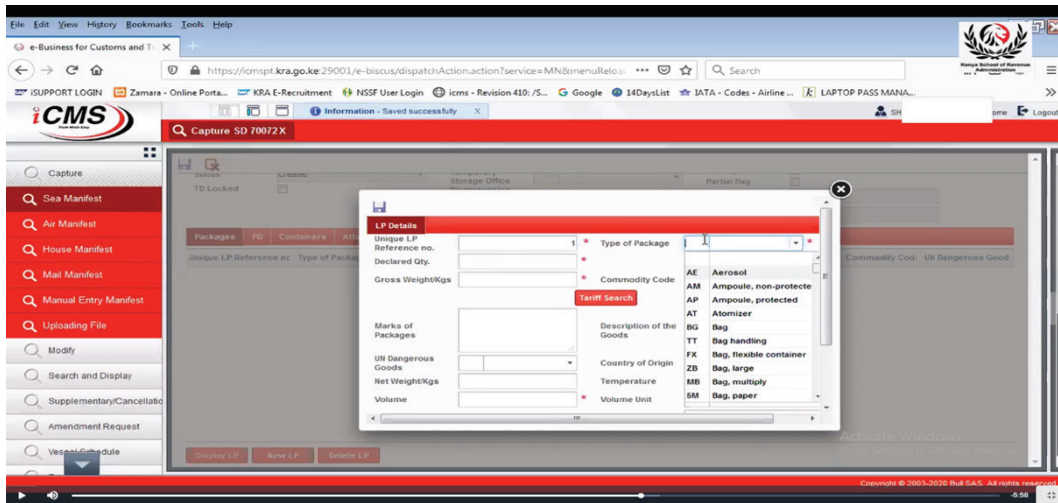 File Edit View History Bookmarks Tools Help
e-Business for Customs and T
https://icmspt.kra.go.ke:29001/e-biscus/dispatchAction.action?service=MN&menuReloa
Search
Kenya School of Revenue
Administration
iSUPPORT LOGIN Zamara - Online Porta... KRA E-Recruitment NSSF User Login icms - Revision 410: /S... Google 14DaysList IATA - Codes - Airline ... LAPTOP PASS MANA...
iCMS
Information - Saved successfuly X
SH
ome Logout
Capture SD 70072 X
Capture
Sea Manifest
Air Manifest
House Manifest
Mail Manifest
Manual Entry Manifest
Uploading File
Modify
Search and Display
Supplementary/Cancellatio
Amendment Request
Vessel Schedule
Status Created
TD Locked
Storage Office
Partial flag
Packages PD Containers Atta
Unique LP Reference nc Type of Packag
Commodity Cod- UN Dangerous Good
LP Details
Unique LP Reference no. 1 * Type of Package *
Declared Qty. *
Gross Weight/Kgs * Commodity Code
Tariff Search
Marks of Packages
Description of the Goods
UN Dangerous Goods
Country of Origin
Net Weight/Kgs Temperature
Volume * Volume Unit
AE Aerosol
AM Ampoule, non-protecte
AP Ampoule, protected
AT Atomizer
BG Bag
TT Bag handling
FX Bag, flexible container
ZB Bag, large
MB Bag, multiply
5M Bag, paper
Display LP New LP Delete LP
Activate Windows
Go to Settings to activate Windows
Copyright © 2003-2020 Bull SAS. All rights reserved
-5:58